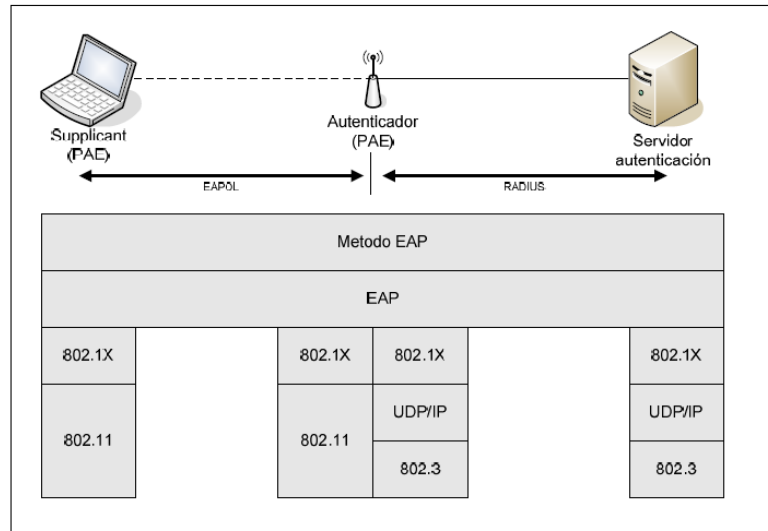 Supplicant
(PAE)
Autenticador
(PAE)
Servidor
autenticación
EAPOL
RADIUS
Metodo EAP
EAP
802.1X
802.1X
802.1X
802.1X
802.11
802.11
UDP/IP
UDP/IP
802.3
802.3